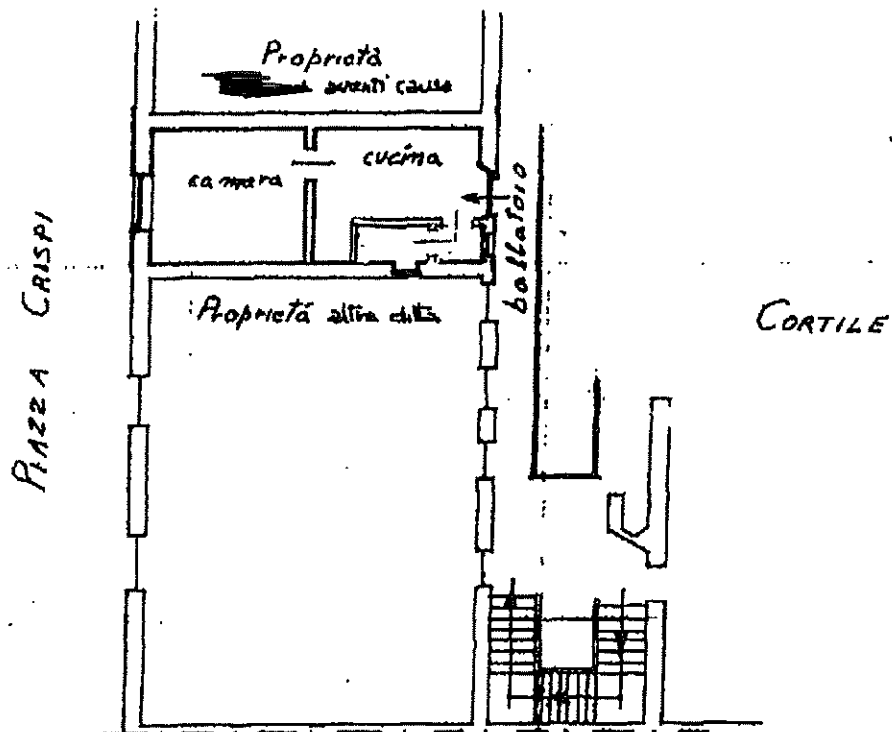 Proprietà
aventi causa
cucina
camera
ballatoio
PIAZZA CRISPI
Proprietà altra ditta
CORTILE